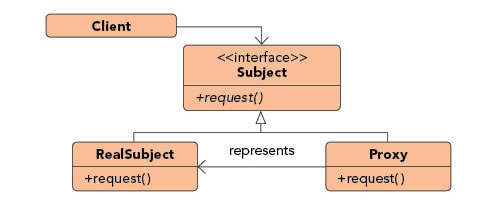 Client
<<interface>>
Subject
+request()
RealSubject
+request()
represents
Proxy
+request()